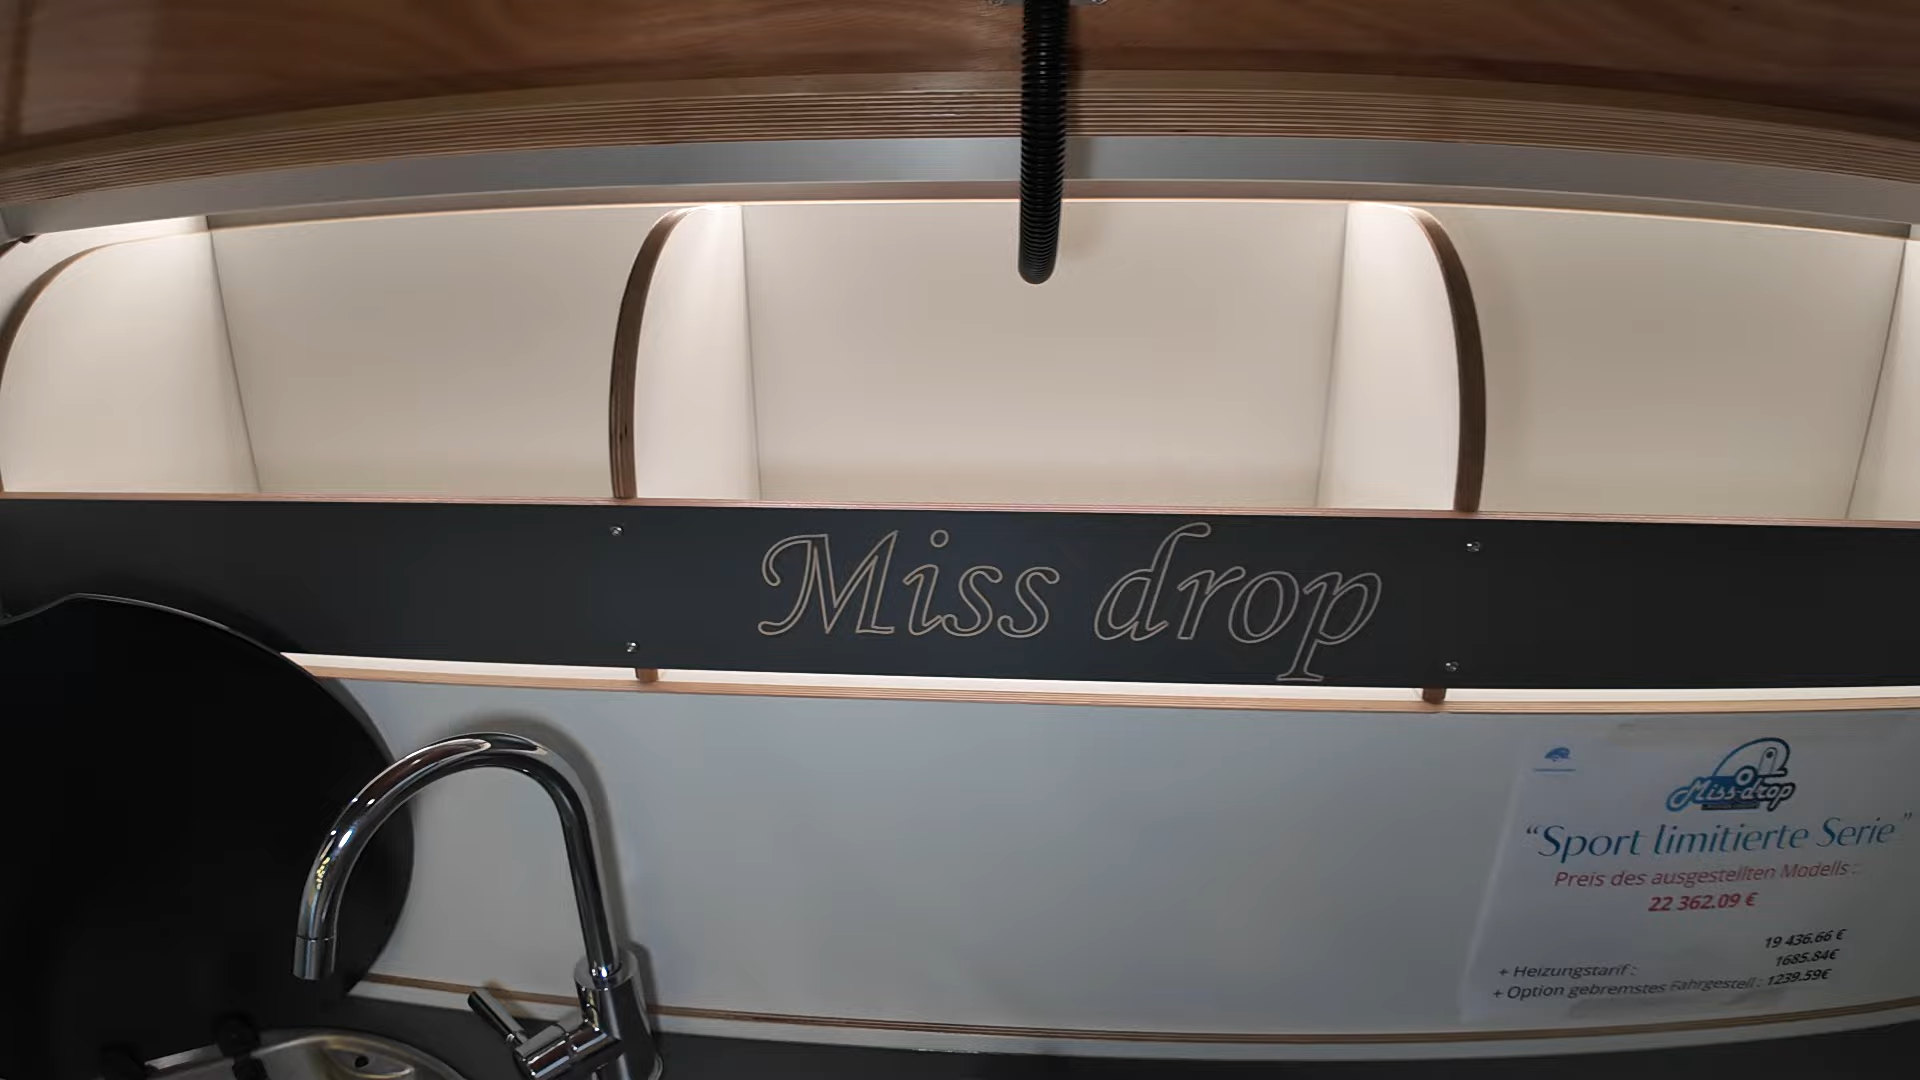 Miss drop
Miss-drop
“Sport limitierte Serie”
Preis des ausgestellten Modells :
22 362.09 €
19 436.66 €
+ Heizungstarif : 1685.84€
+ Option gebremstes Fahrgestell : 1239.59€